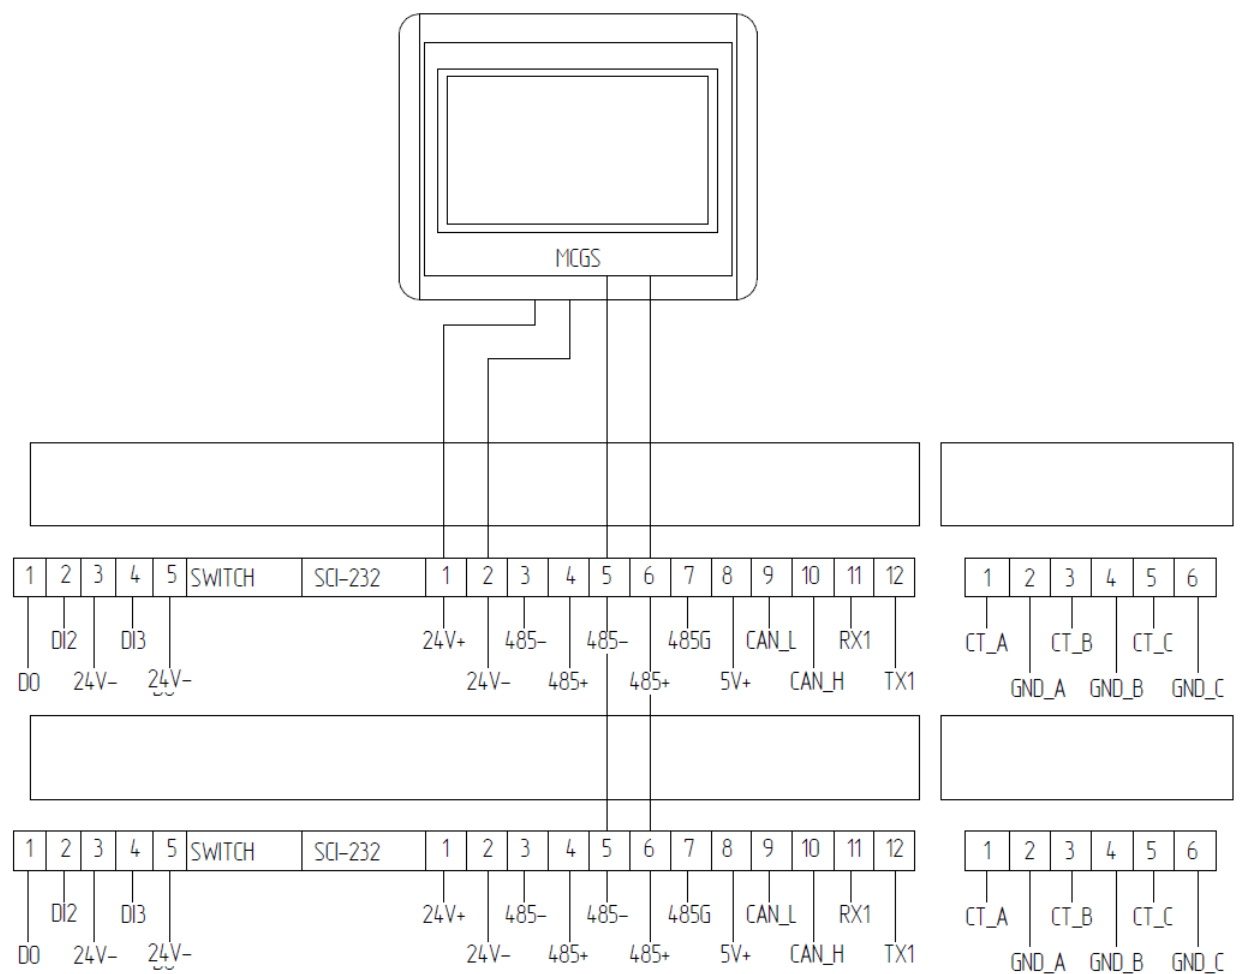 MCGS
1 2 3 4 5 SWITCH SCI-232 1 2 3 4 5 6 7 8 9 10 11 12 1 2 3 4 5 6
DI2 DI3 24V+ 485- 485- 485G CAN_L RX1 CT_A CT_B CT_C
DO 24V- 24V- 24V- 485+ 485+ 5V+ CAN_H TX1 GND_A GND_B GND_C
1 2 3 4 5 SWITCH SCI-232 1 2 3 4 5 6 7 8 9 10 11 12 1 2 3 4 5 6
DI2 DI3 24V+ 485- 485- 485G CAN_L RX1 CT_A CT_B CT_C
DO 24V- 24V- 24V- 485+ 485+ 5V+ CAN_H TX1 GND_A GND_B GND_C